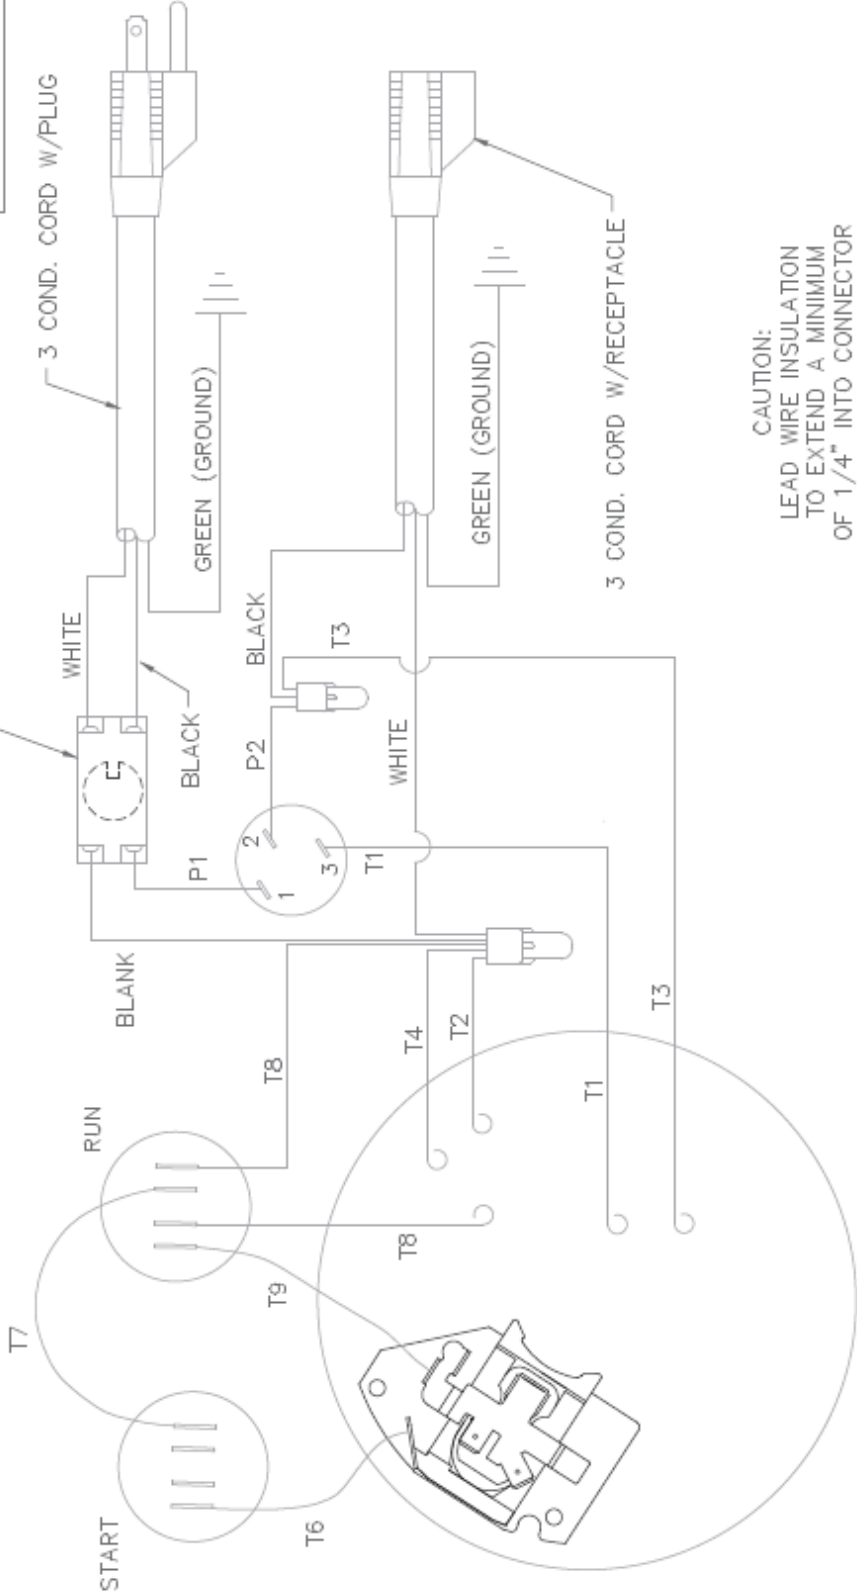 3 COND. CORD W/PLUG
WHITE
GREEN (GROUND)
BLACK
BLACK
T3
GREEN (GROUND)
P2
WHITE
P1
2
3
1
T1
3 COND. CORD W/RECEPTACLE
BLANK
T8
T4
T2
T3
T1
RUN
T8
T9
T7
START
T6
CAUTION:
LEAD WIRE INSULATION
TO EXTEND A MINIMUM
OF 1/4" INTO CONNECTOR